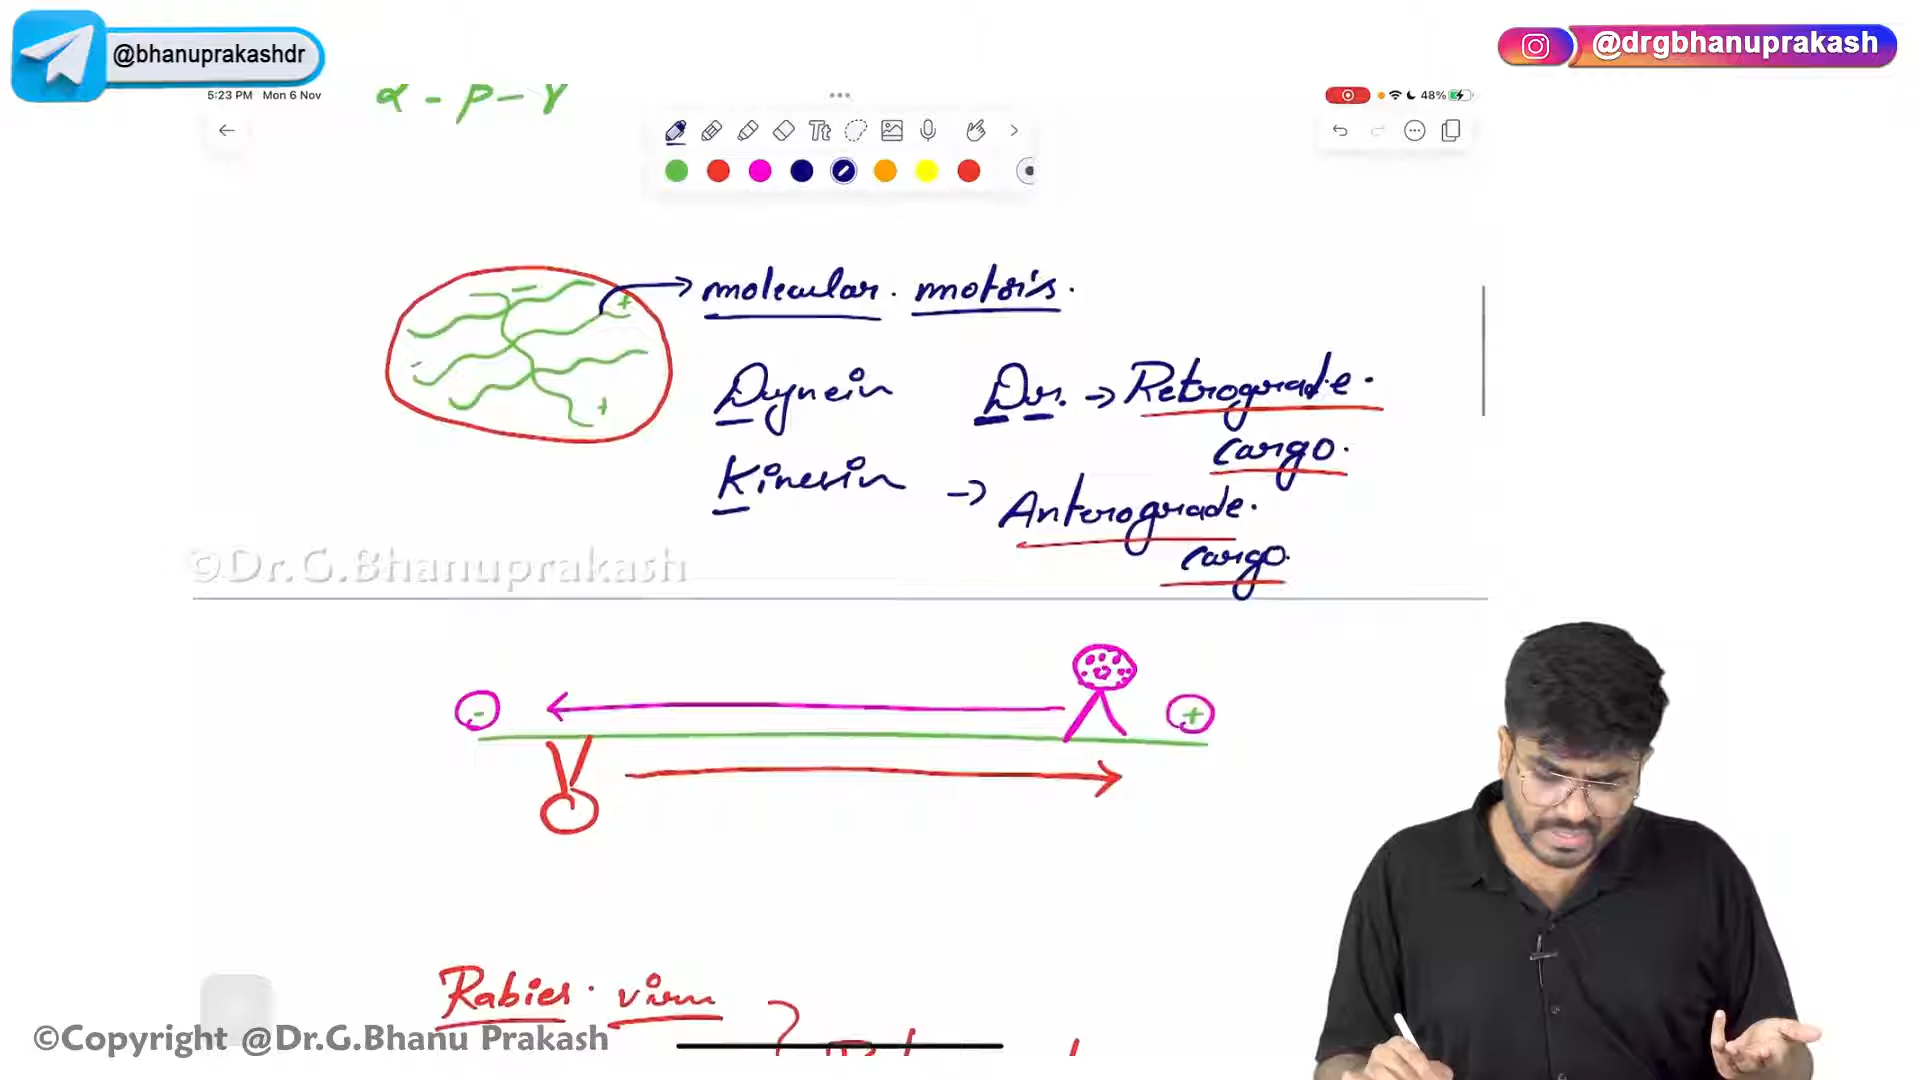 @bhanuprakashdr
@drgbhanuprakash
5:23 PM Mon 6 Nov
48%
α - β - γ
Tt
molecular motors.
Dynein Dr. → Retrograde.
cargo.
Kinesin → Anterograde.
cargo.
©Dr.G.Bhanuprakash
- +
Rabies virus
©Copyright @Dr.G.Bhanu Prakash